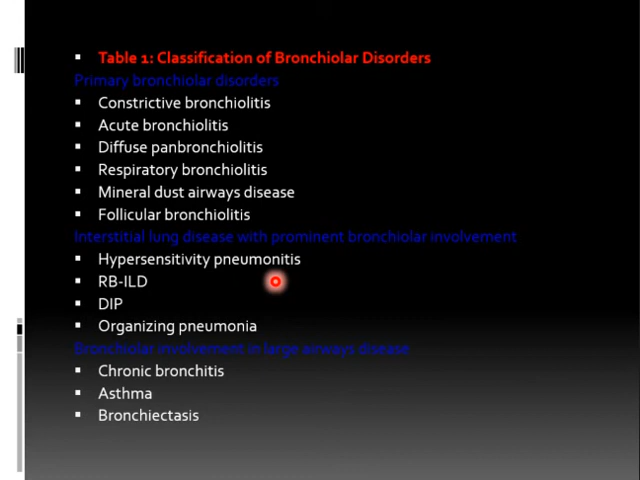 Table 1: Classification of Bronchiolar Disorders
Primary bronchiolar disorders
Constrictive bronchiolitis
Acute bronchiolitis
Diffuse panbronchiolitis
Respiratory bronchiolitis
Mineral dust airways disease
Follicular bronchiolitis
Interstitial lung disease with prominent bronchiolar involvement
Hypersensitivity pneumonitis
RB-ILD
DIP
Organizing pneumonia
Bronchiolar involvement in large airways disease
Chronic bronchitis
Asthma
Bronchiectasis